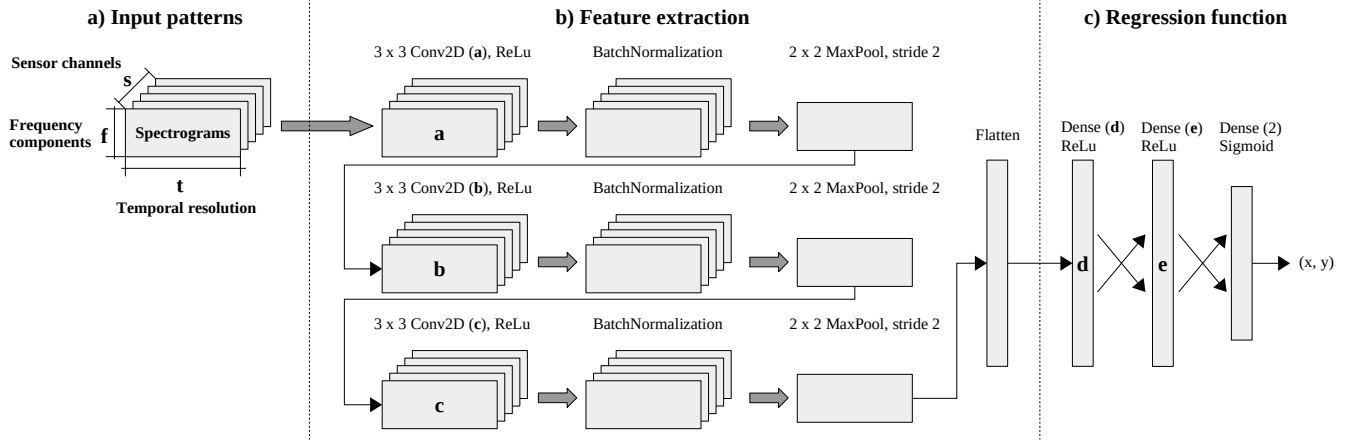 a) Input patterns
Sensor channels
s
Frequency
components
f
Spectrograms
t
Temporal resolution
b) Feature extraction
3 x 3 Conv2D (a), ReLu
BatchNormalization
2 x 2 MaxPool, stride 2
a
3 x 3 Conv2D (b), ReLu
BatchNormalization
2 x 2 MaxPool, stride 2
b
3 x 3 Conv2D (c), ReLu
BatchNormalization
2 x 2 MaxPool, stride 2
c
Flatten
c) Regression function
Dense (d)
ReLu
d
Dense (e)
ReLu
e
Dense (2)
Sigmoid
(x, y)